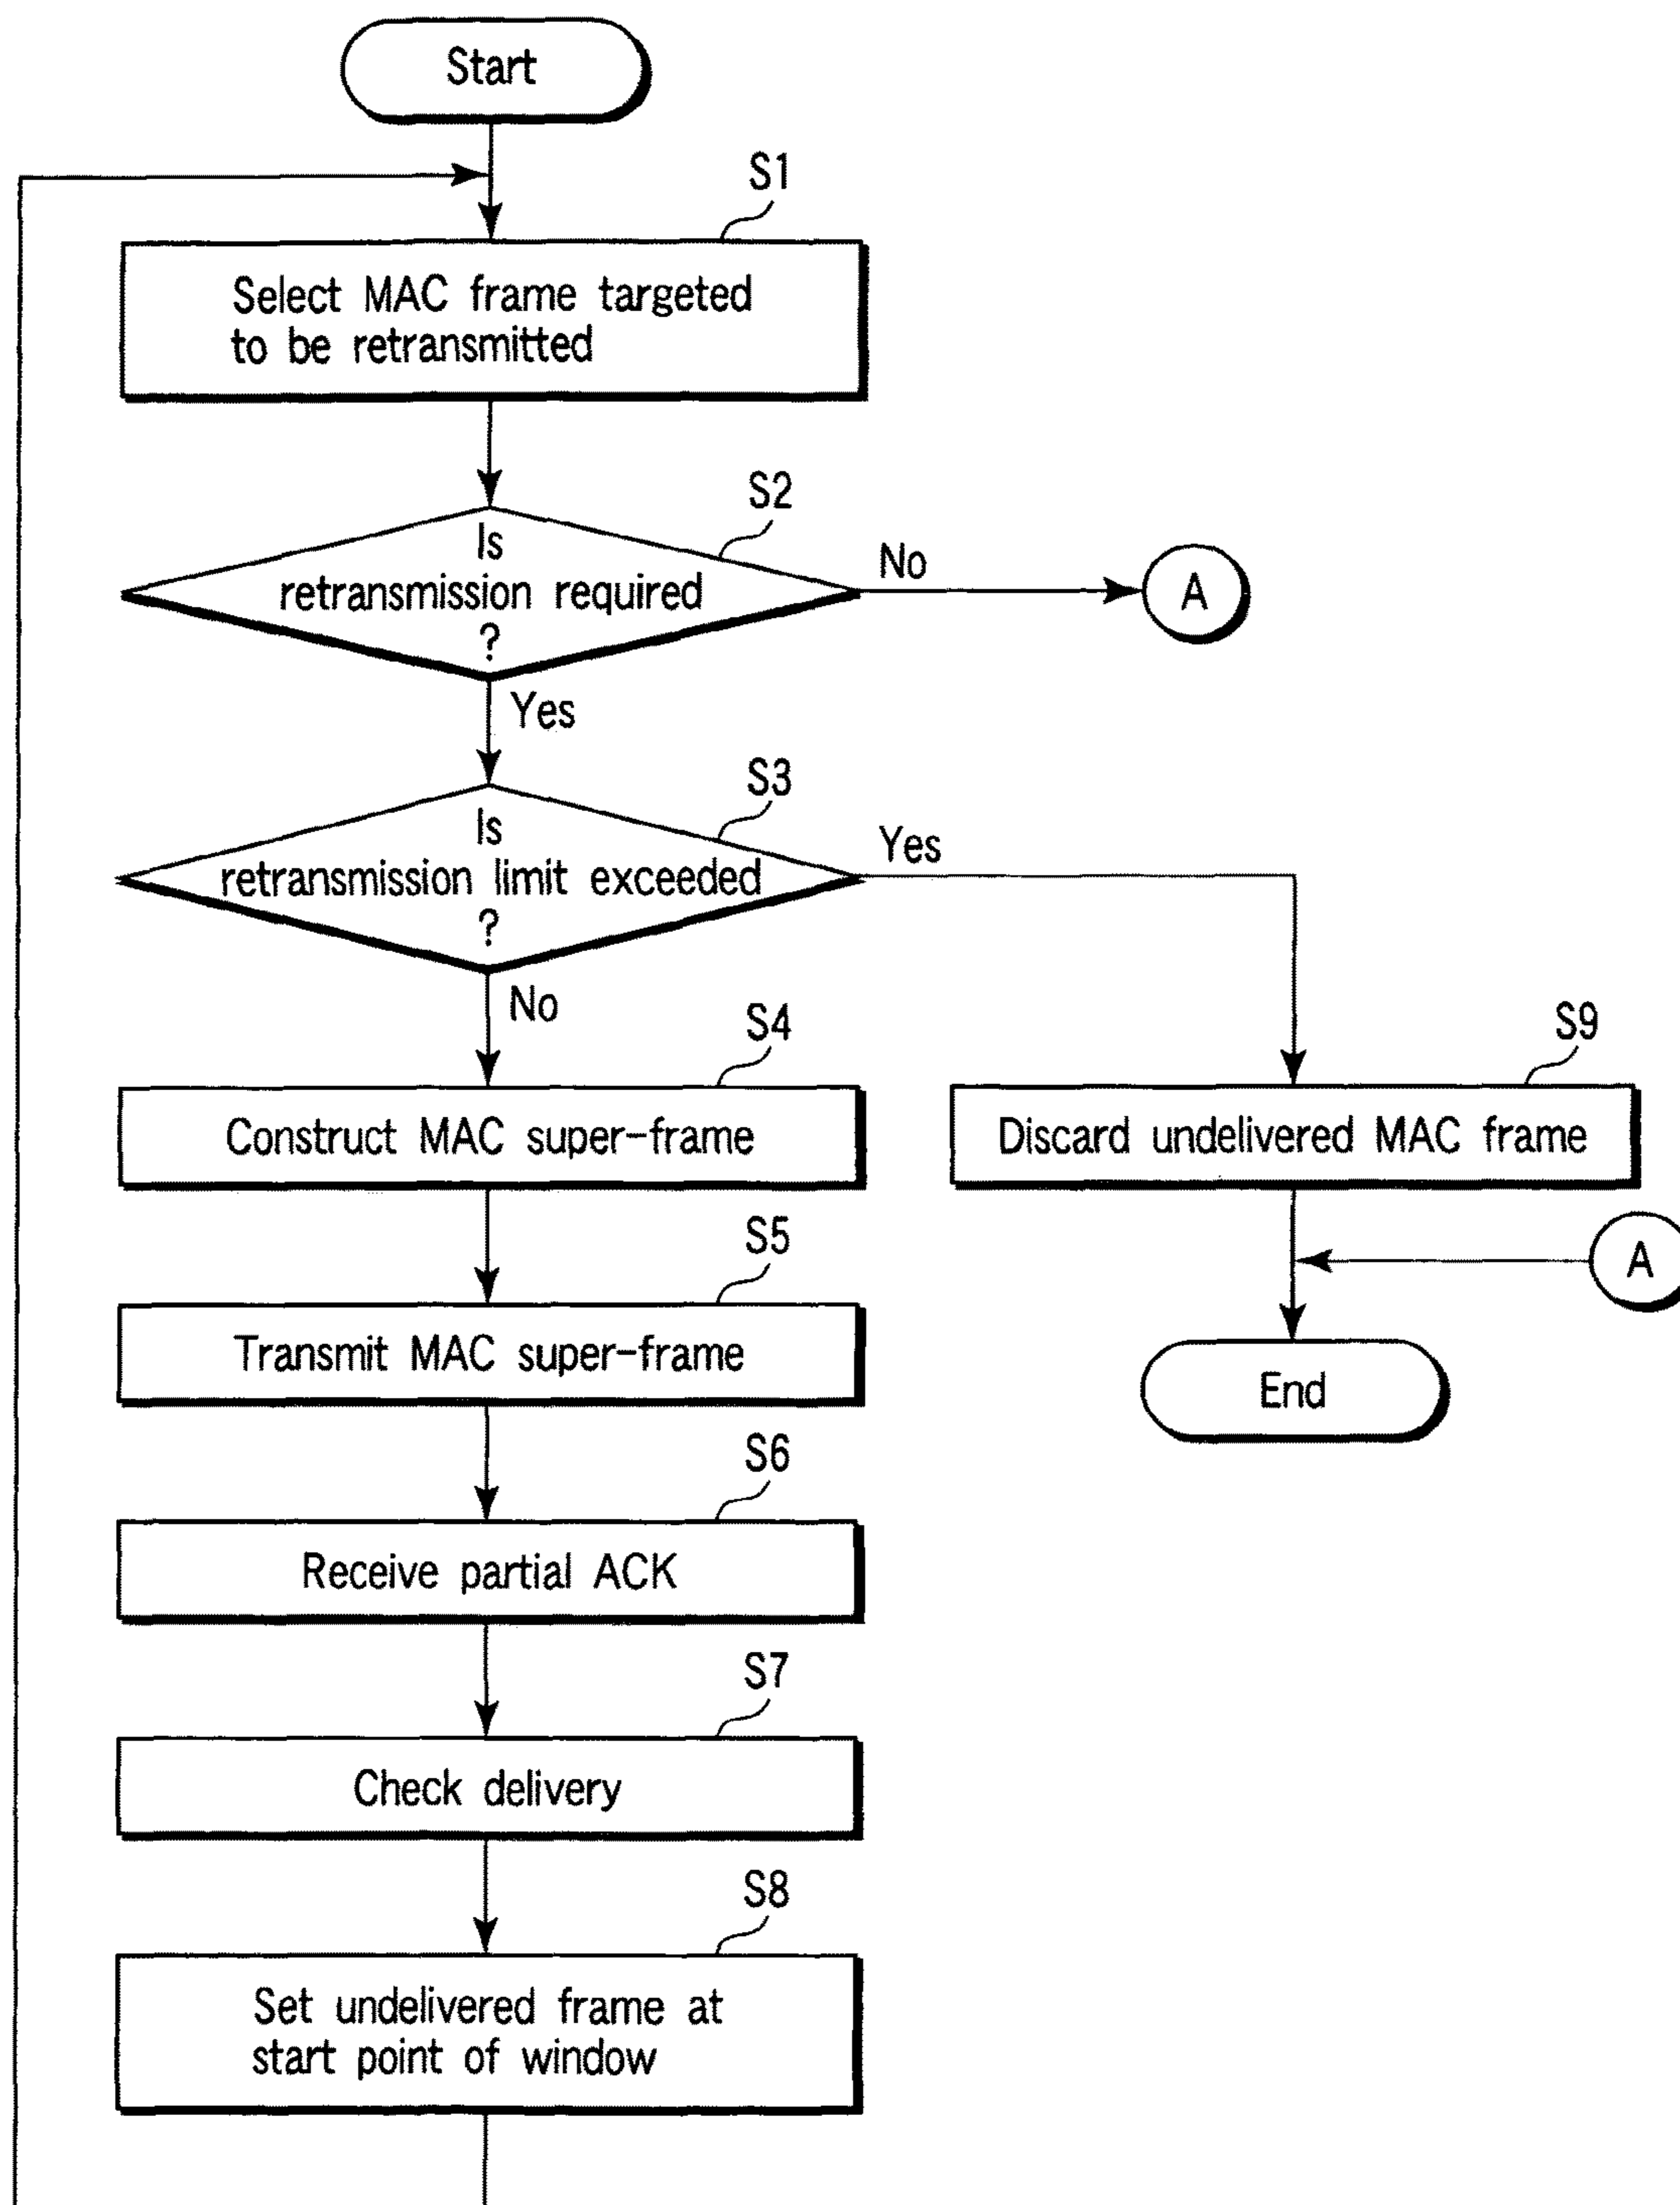 Start
S1
Select MAC frame targeted
to be retransmitted
S2
Is
retransmission required
?
No
A
Yes
S3
Is
retransmission limit exceeded
?
Yes
No
S4
Construct MAC super-frame
S9
Discard undelivered MAC frame
S5
Transmit MAC super-frame
A
End
S6
Receive partial ACK
S7
Check delivery
S8
Set undelivered frame at
start point of window